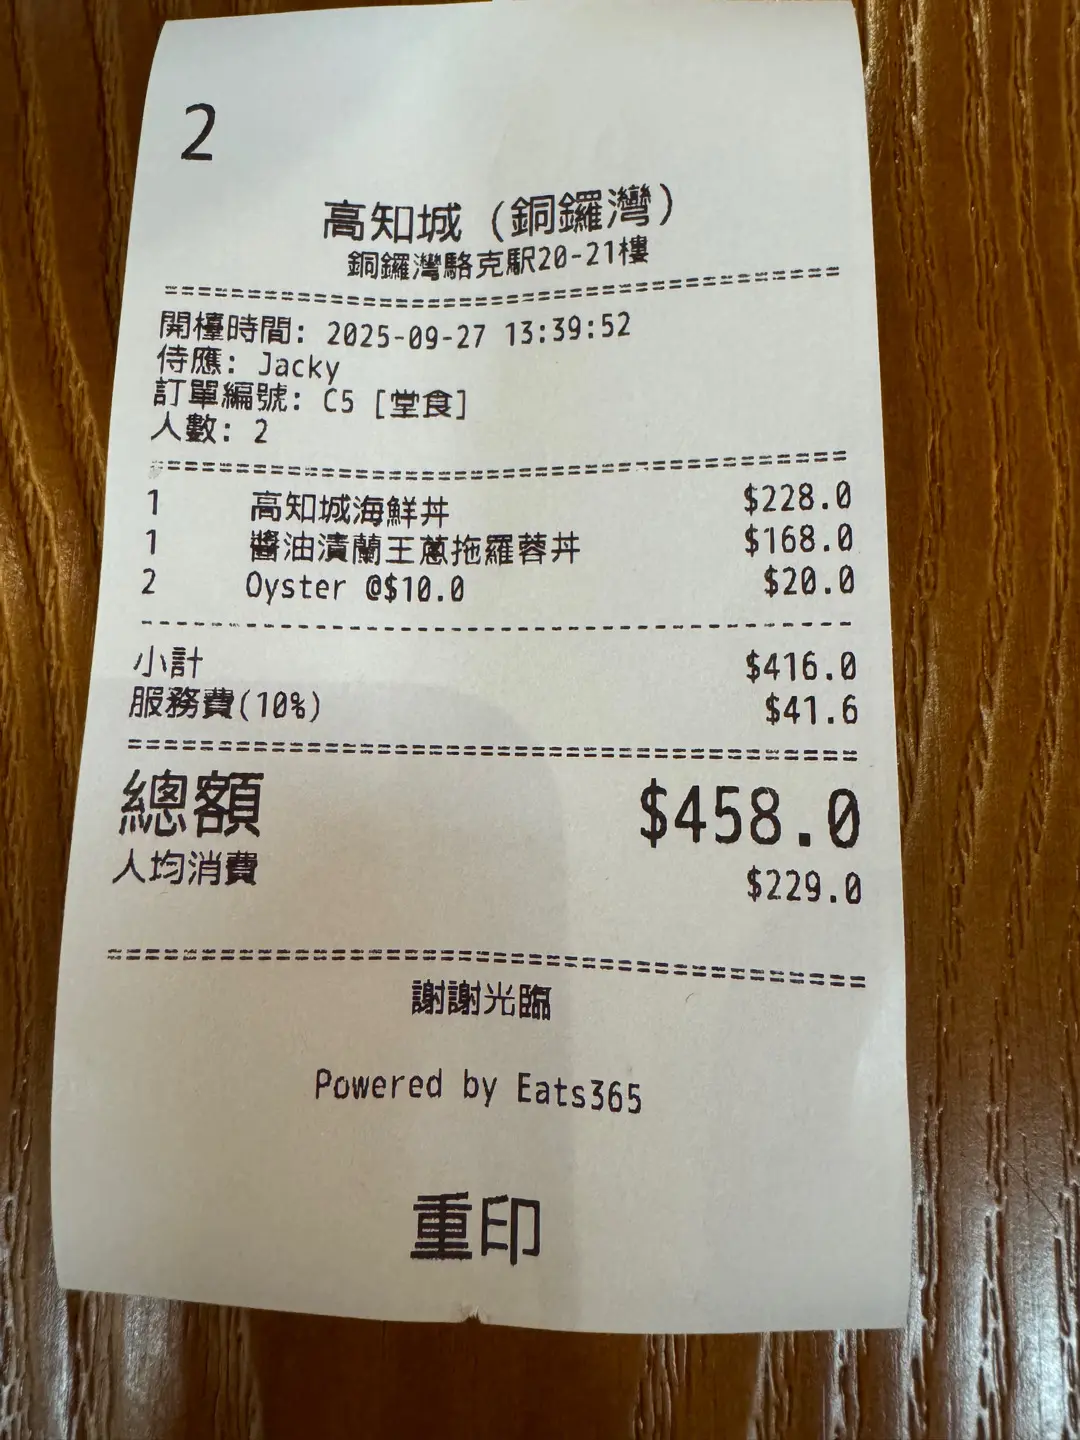 2
高知城 (銅鑼灣)
銅鑼灣駱克駅20-21樓
開檯時間: 2025-09-27 13:39:52
侍應: Jacky
訂單編號: C5 [堂食]
人數: 2
1 高知城海鮮丼 $228.0
1 醬油漬蘭王蔥拖羅蓉丼 $168.0
2 Oyster @$10.0 $20.0
小計 $416.0
服務費(10%) $41.6
總額 $458.0
人均消費 $229.0
謝謝光臨
Powered by Eats365
重印